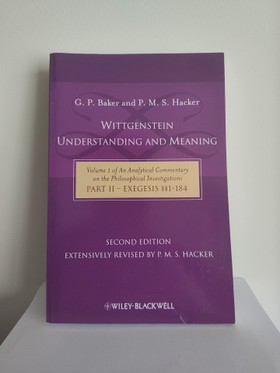 G. P. Baker and P. M. S. Hacker
WITTGENSTEIN
UNDERSTANDING AND MEANING
Volume 1 of An Analytical Commentary
on the Philosophical Investigations
PART II – EXEGESIS §§1-184
SECOND EDITION
EXTENSIVELY REVISED BY P. M. S. HACKER
WILEY-BLACKWELL